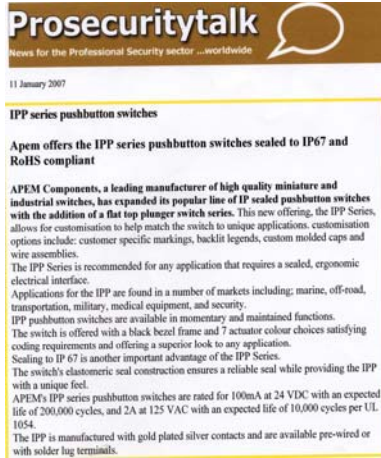 Prosecuritytalk
News for the Professional Security sector ...worldwide
11 January 2007
IPP series pushbutton switches
Apem offers the IPP series pushbutton switches sealed to IP67 and
RoHS compliant
APEM Components, a leading manufacturer of high quality miniature and
industrial switches, has expanded its popular line of IP sealed pushbutton switches
with the addition of a flat top plunger switch series. This new offering, the IPP Series,
allows for customisation to help match the switch to unique applications. customisation
options include: customer specific markings, backlit legends, custom molded caps and
wire assemblies.
The IPP Series is recommended for any application that requires a sealed, ergonomic
electrical interface.
Applications for the IPP are found in a number of markets including; marine, off-road,
transportation, military, medical equipment, and security.
IPP pushbutton switches are available in momentary and maintained functions.
The switch is offered with a black bezel frame and 7 actuator colour choices satisfying
coding requirements and offering a superior look to any application.
Sealing to IP 67 is another important advantage of the IPP Series.
The switch's elastomeric seal construction ensures a reliable seal while providing the IPP
with a unique feel.
APEM's IPP series pushbutton switches are rated for 100mA at 24 VDC with an expected
life of 200,000 cycles, and 2A at 125 VAC with an expected life of 10,000 cycles per UL
1054.
The IPP is manufactured with gold plated silver contacts and are available pre-wired or
with solder lug terminals.